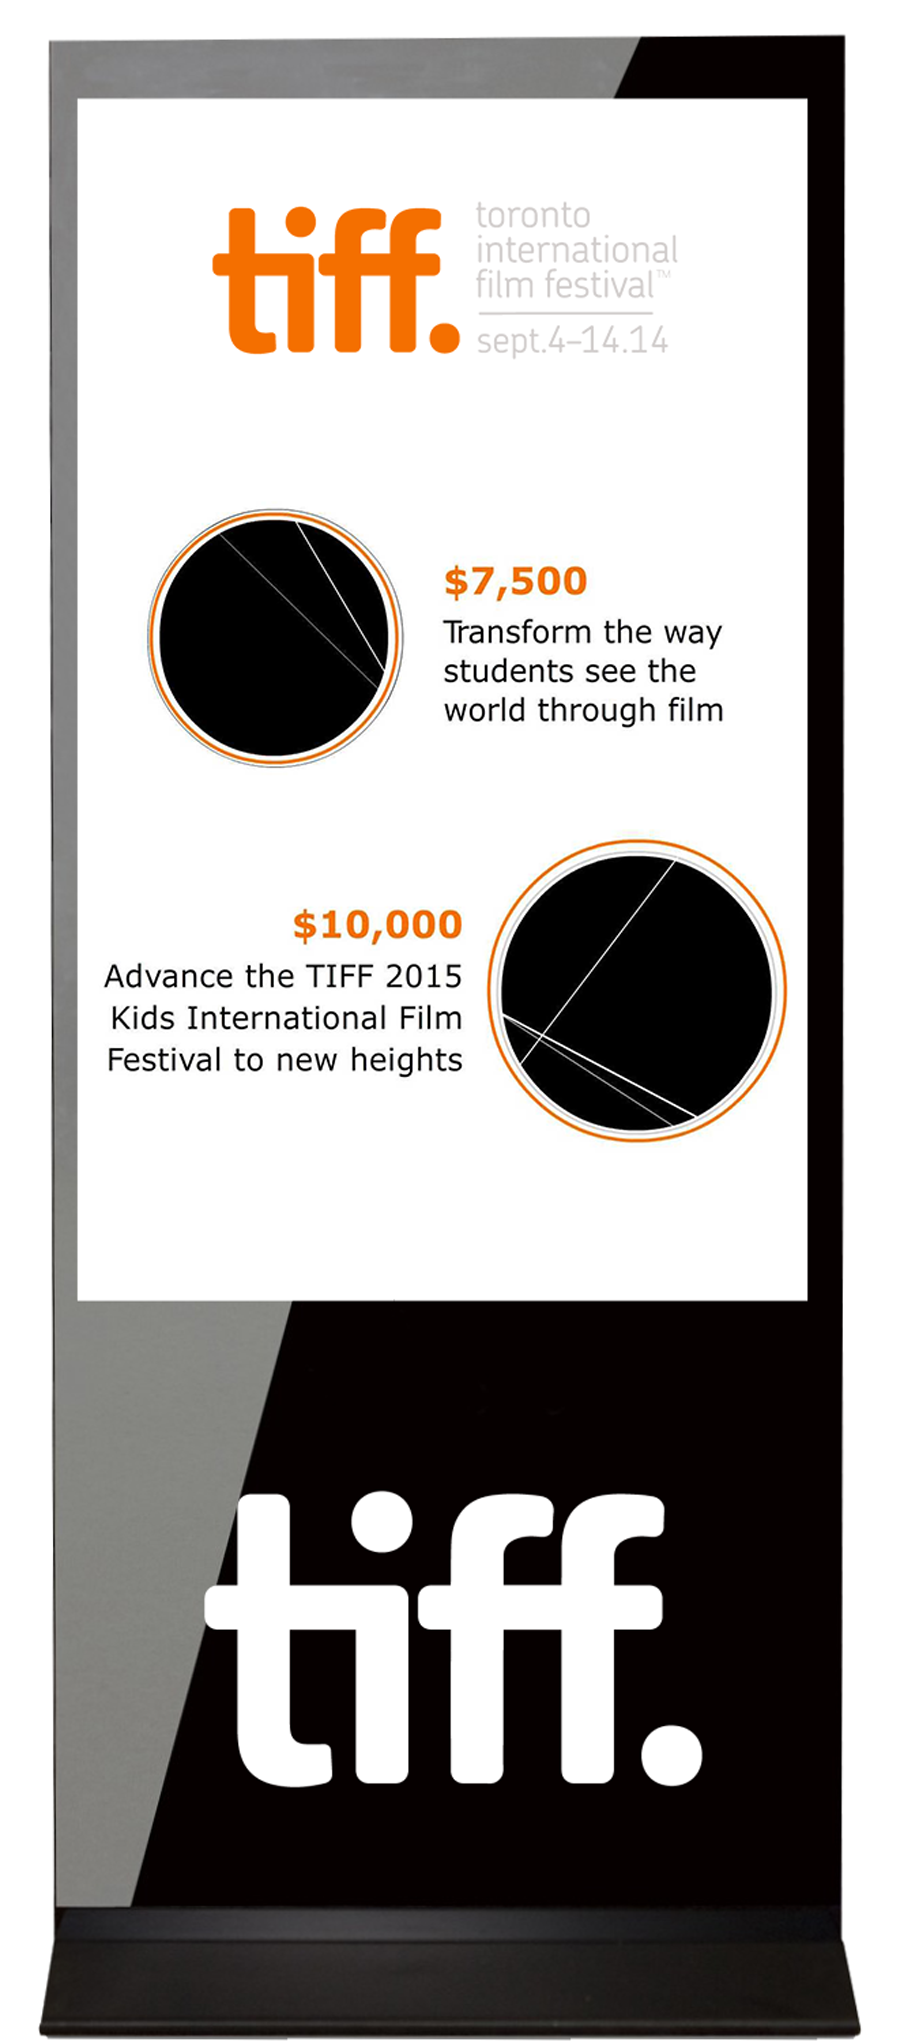 tiff.
toronto
international
film festival™
sept.4–14.14
$7,500
Transform the way
students see the
world through film
$10,000
Advance the TIFF 2015
Kids International Film
Festival to new heights
tiff.